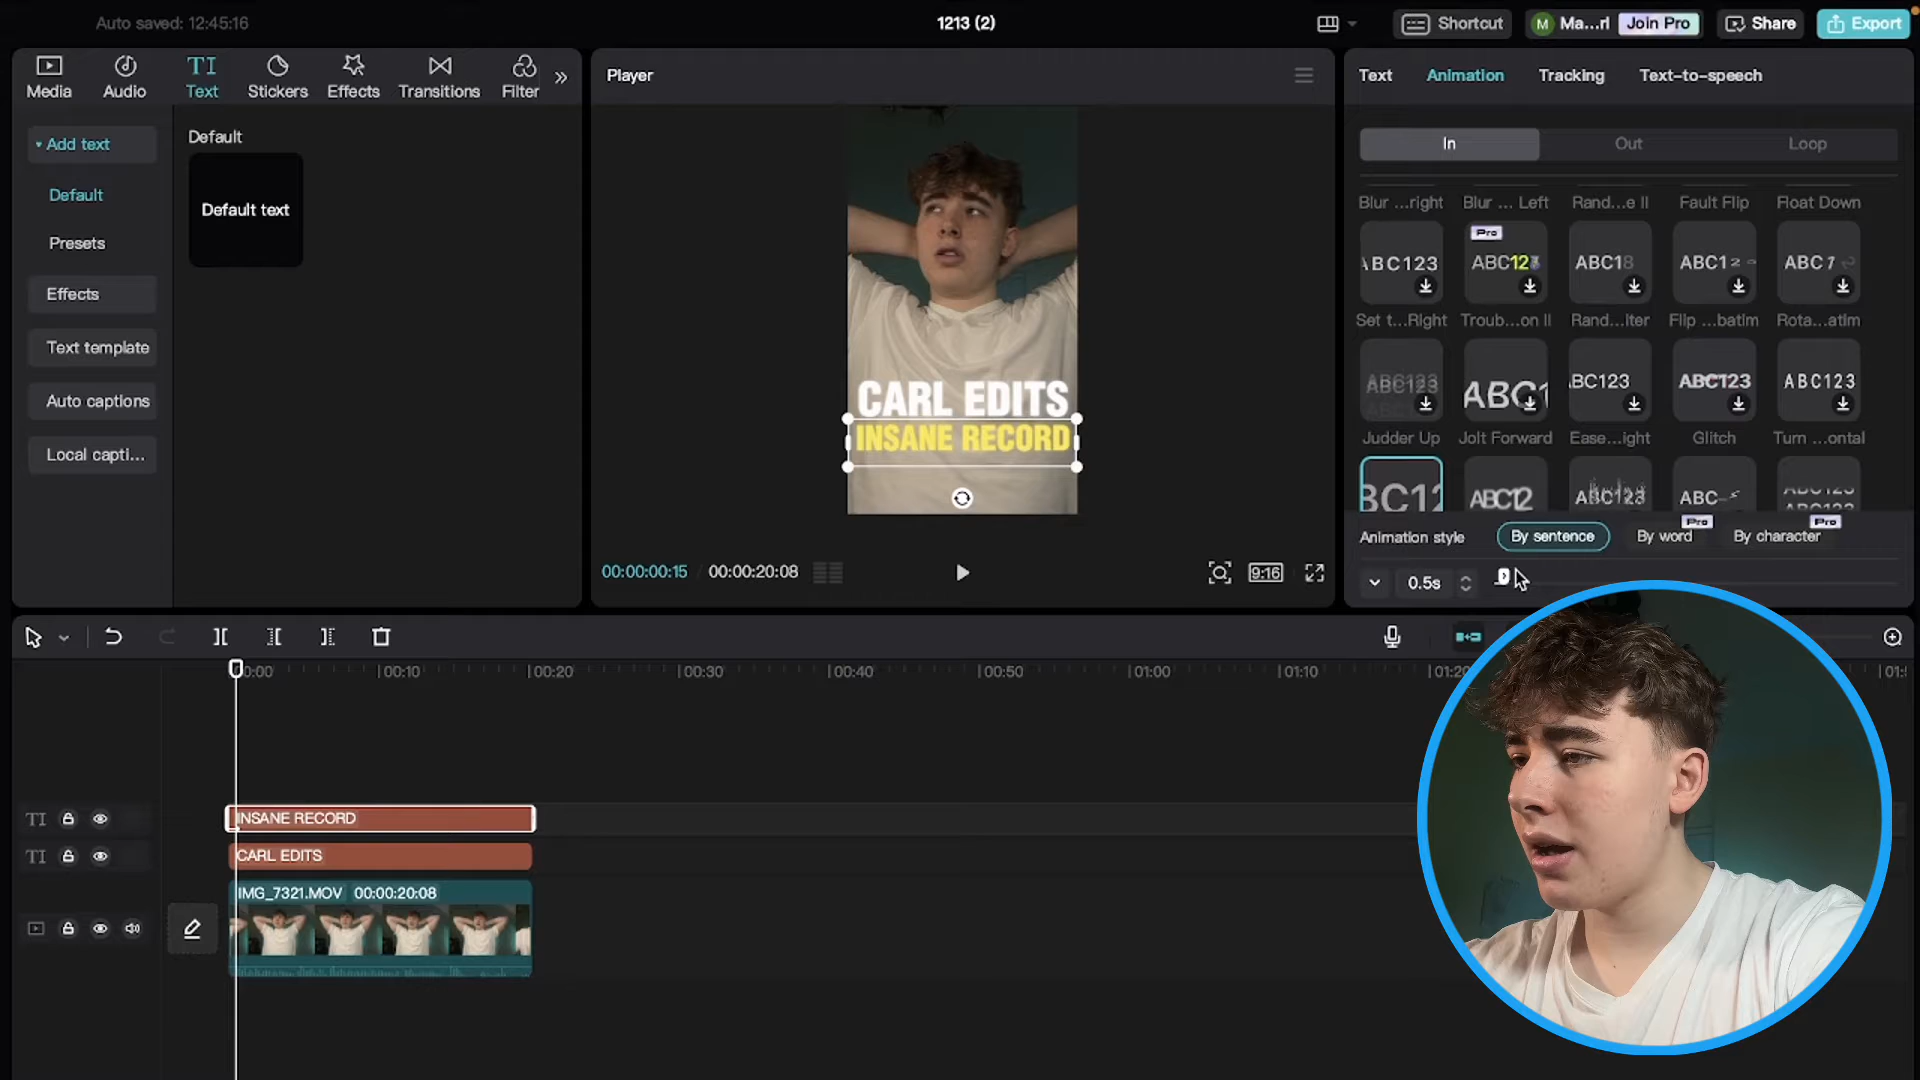 Auto saved: 12:45:16
1213 (2)
Shortcut
M
Ma...rl
Join Pro
Share
Export
Media
Audio
TI
Text
Stickers
Effects
Transitions
Filter
Add text
Default
Presets
Effects
Text template
Auto captions
Local capti...
Default
Default text
Player
CARL EDITS
INSANE RECORD
00:00:00:15
00:00:20:08
9:16
Text
Animation
Tracking
Text-to-speech
In
Out
Loop
Blur ...right
Blur ... Left
Rand...e II
Fault Flip
Float Down
ABC123
Pro
ABC12
ABC18
ABC1
ABC
Set t...Right
Troub...on II
Rand...iter
Flip ...batim
Rota...atim
ABC123
ABC1
BC123
ABC123
ABC123
Judder Up
Jolt Forward
Ease...ight
Glitch
Turn ...ontal
BC12
ABC12
ABC123
ABC
Animation style
By sentence
By word
Pro
By character
Pro
0.5s
00:00
00:10
00:20
00:30
00:40
00:50
01:00
01:10
01:20
TI
INSANE RECORD
TI
CARL EDITS
IMG_7321.MOV 00:00:20:08